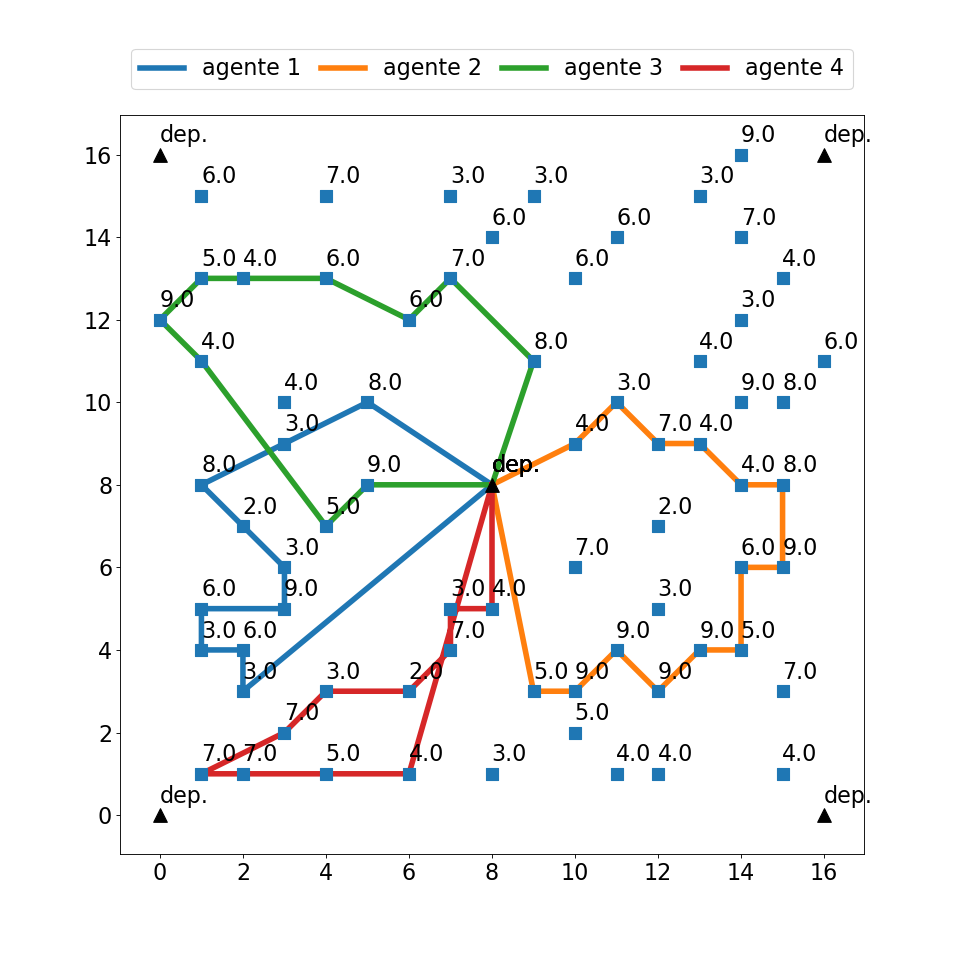 agente 1 agente 2 agente 3 agente 4
9.0
16 dep. dep.
6.0 7.0 3.0 3.0 3.0
6.0 6.0 7.0
14
5.0 4.0 6.0 7.0 6.0 4.0
9.0 6.0 3.0
12
4.0 8.0 4.0 6.0
4.0 8.0 3.0 9.0 8.0
10
3.0 4.0 7.0 4.0
8.0 9.0 dep. 4.0 8.0
8
2.0 5.0 2.0
3.0 7.0 6.0 9.0
6
6.0 9.0 3.0 4.0 3.0
3.0 6.0 7.0 9.0 9.0 5.0
4
3.0 3.0 2.0 5.0 9.0 9.0 7.0
7.0 5.0
2
7.0 7.0 5.0 4.0 3.0 4.0 4.0 4.0
dep. dep.
0
0 2 4 6 8 10 12 14 16